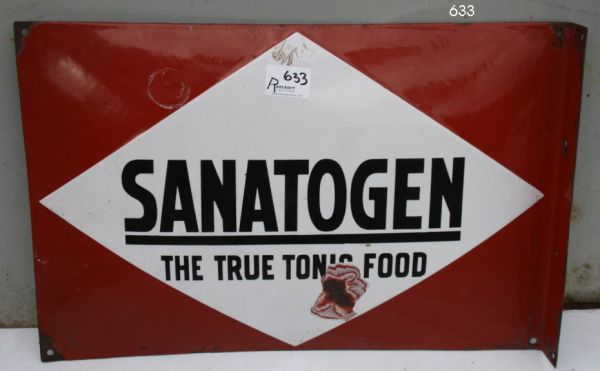 633
633
SANATOGEN
THE TRUE TONIC FOOD